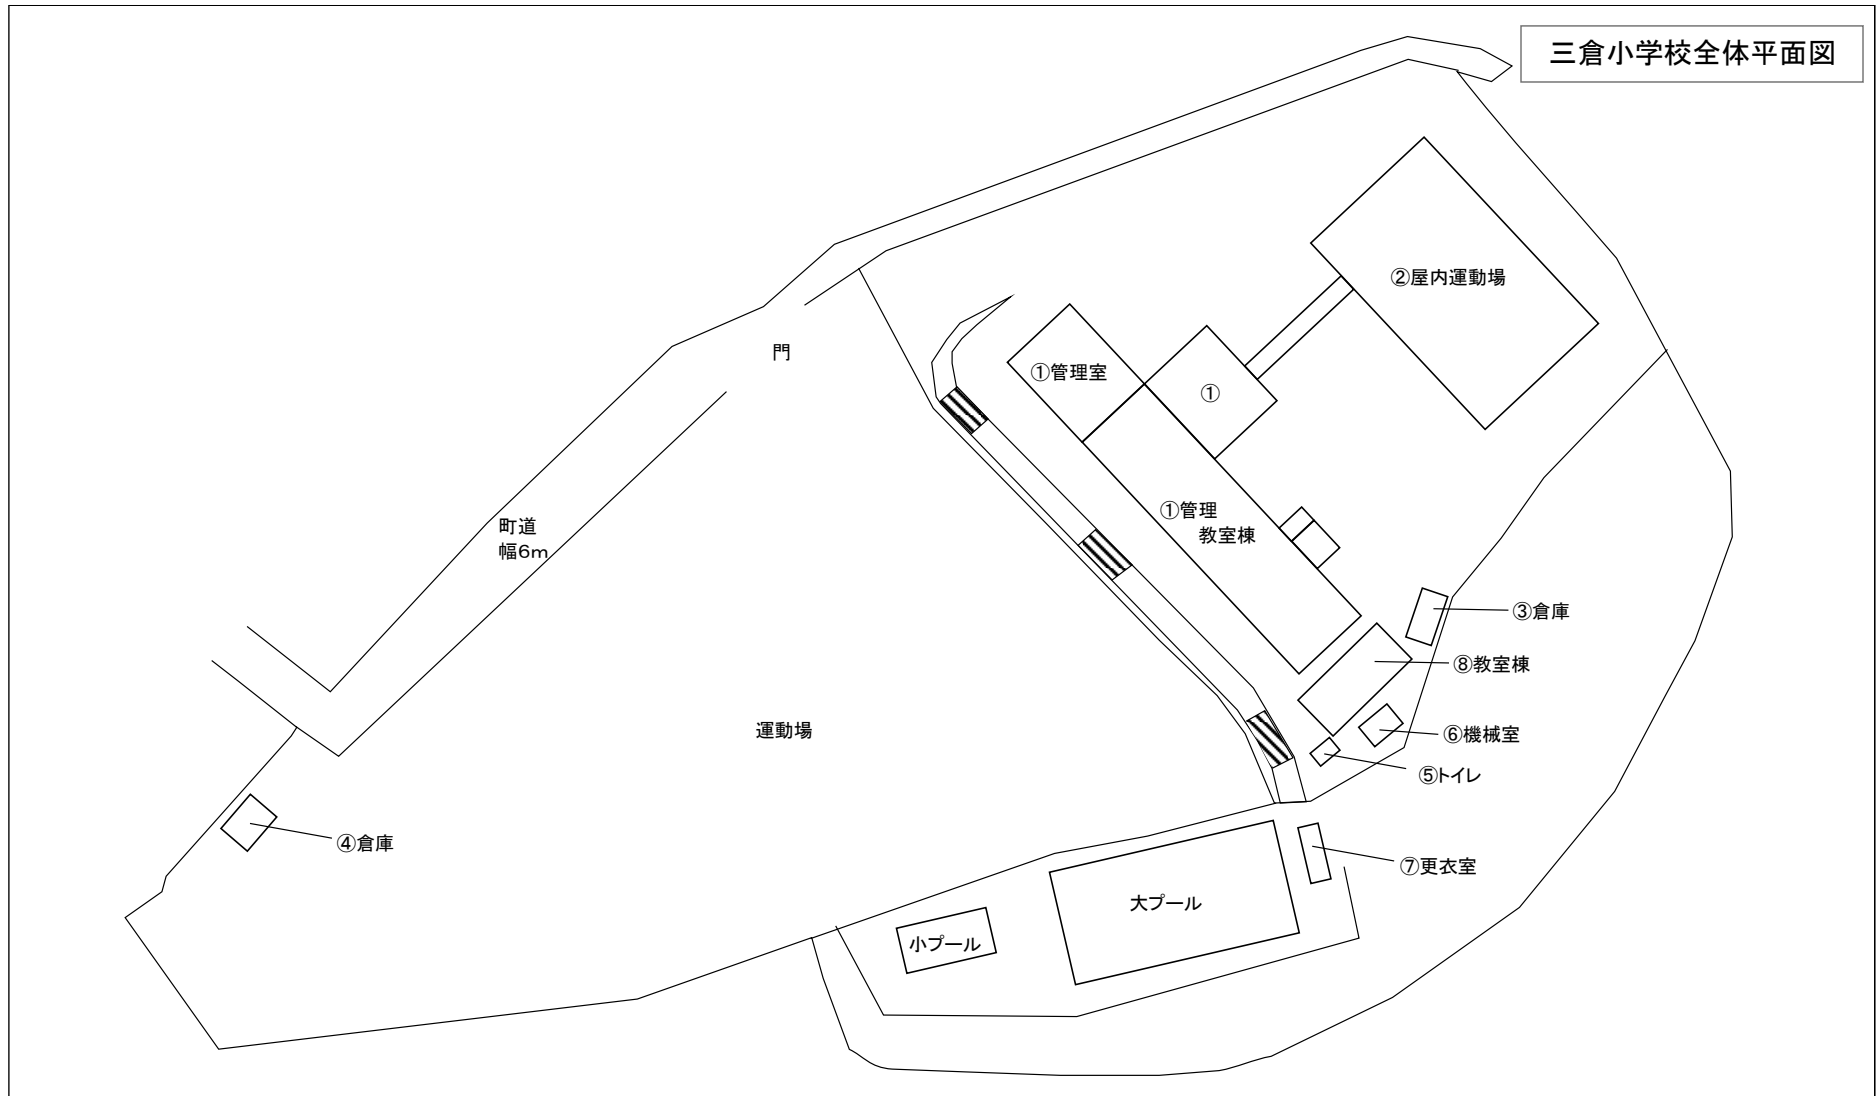 三倉小学校全体平面図
②屋内運動場
門
①管理室
①
①管理
教室棟
町道
幅6m
③倉庫
⑧教室棟
運動場
⑥機械室
⑤トイレ
④倉庫
⑦更衣室
大プール
小プール